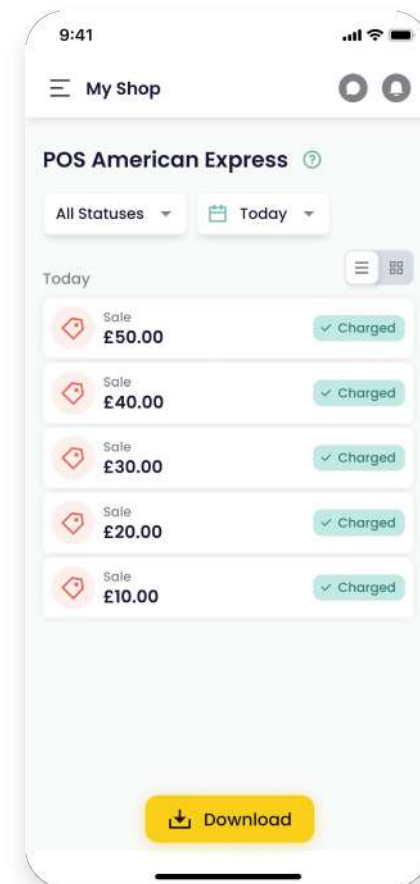 9:41
My Shop
POS American Express ?
All Statuses
Today
Today
Sale
£50.00
Charged
Sale
£40.00
Charged
Sale
£30.00
Charged
Sale
£20.00
Charged
Sale
£10.00
Charged
Download